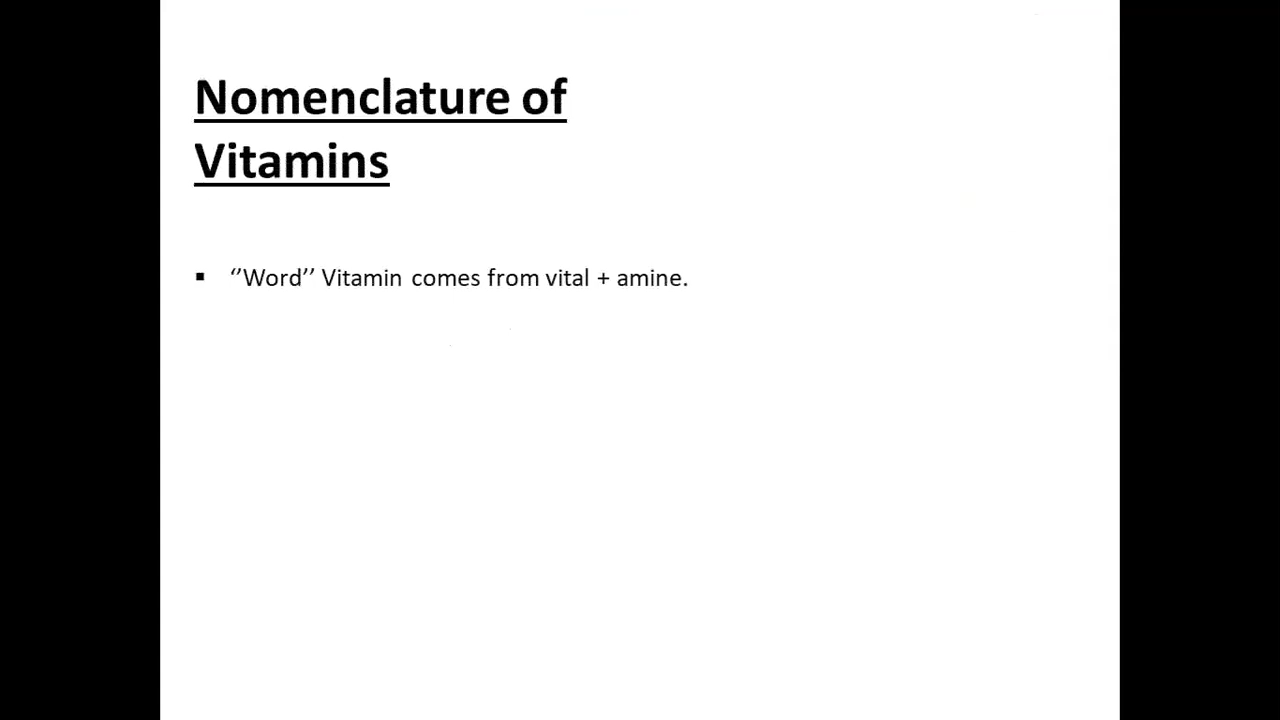 Nomenclature of
Vitamins
▪ ‘’Word’’ Vitamin comes from vital + amine.